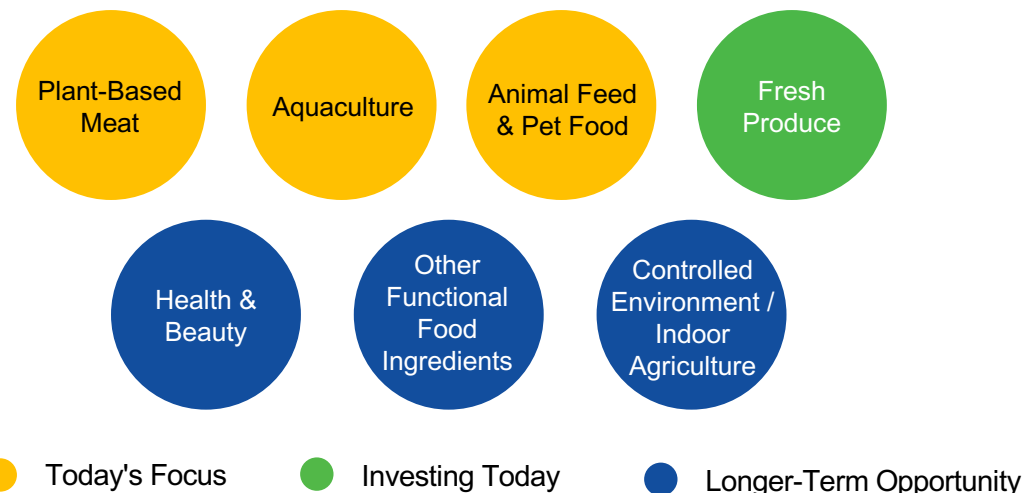 Plant-Based
Meat
Aquaculture
Animal Feed
& Pet Food
Fresh
Produce
Health &
Beauty
Other
Functional
Food
Ingredients
Controlled
Environment /
Indoor
Agriculture
Today's Focus
Investing Today
Longer-Term Opportunity